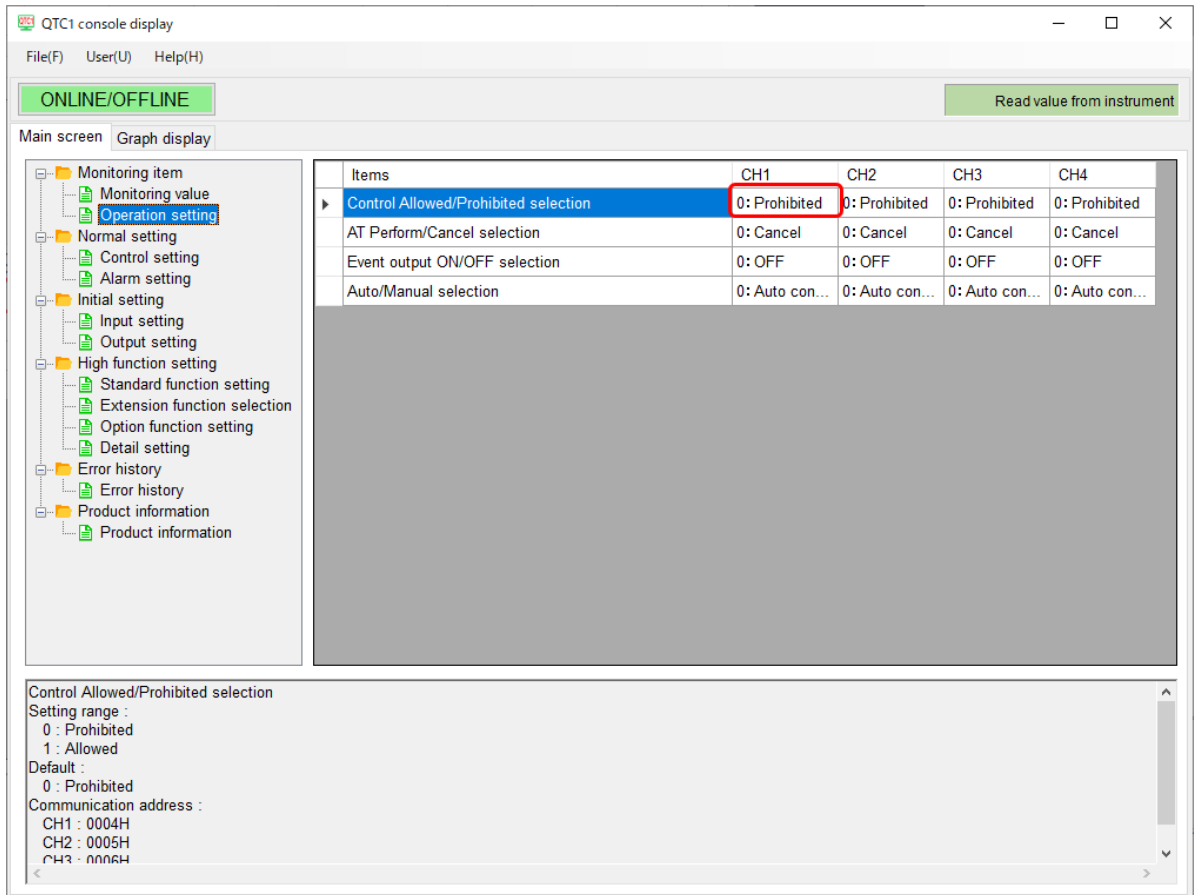 QTC1 console display
File(F) User(U) Help(H)
ONLINE/OFFLINE Read value from instrument
Main screen Graph display
Monitoring item
Monitoring value
Operation setting
Normal setting
Control setting
Alarm setting
Initial setting
Input setting
Output setting
High function setting
Standard function setting
Extension function selection
Option function setting
Detail setting
Error history
Error history
Product information
Product information
Items CH1 CH2 CH3 CH4
Control Allowed/Prohibited selection 0: Prohibited 0: Prohibited 0: Prohibited 0: Prohibited
AT Perform/Cancel selection 0: Cancel 0: Cancel 0: Cancel 0: Cancel
Event output ON/OFF selection 0: OFF 0: OFF 0: OFF 0: OFF
Auto/Manual selection 0: Auto con... 0: Auto con... 0: Auto con... 0: Auto con...
Control Allowed/Prohibited selection
Setting range :
0 : Prohibited
1 : Allowed
Default :
0 : Prohibited
Communication address :
CH1 : 0004H
CH2 : 0005H
CH3 : 0006H